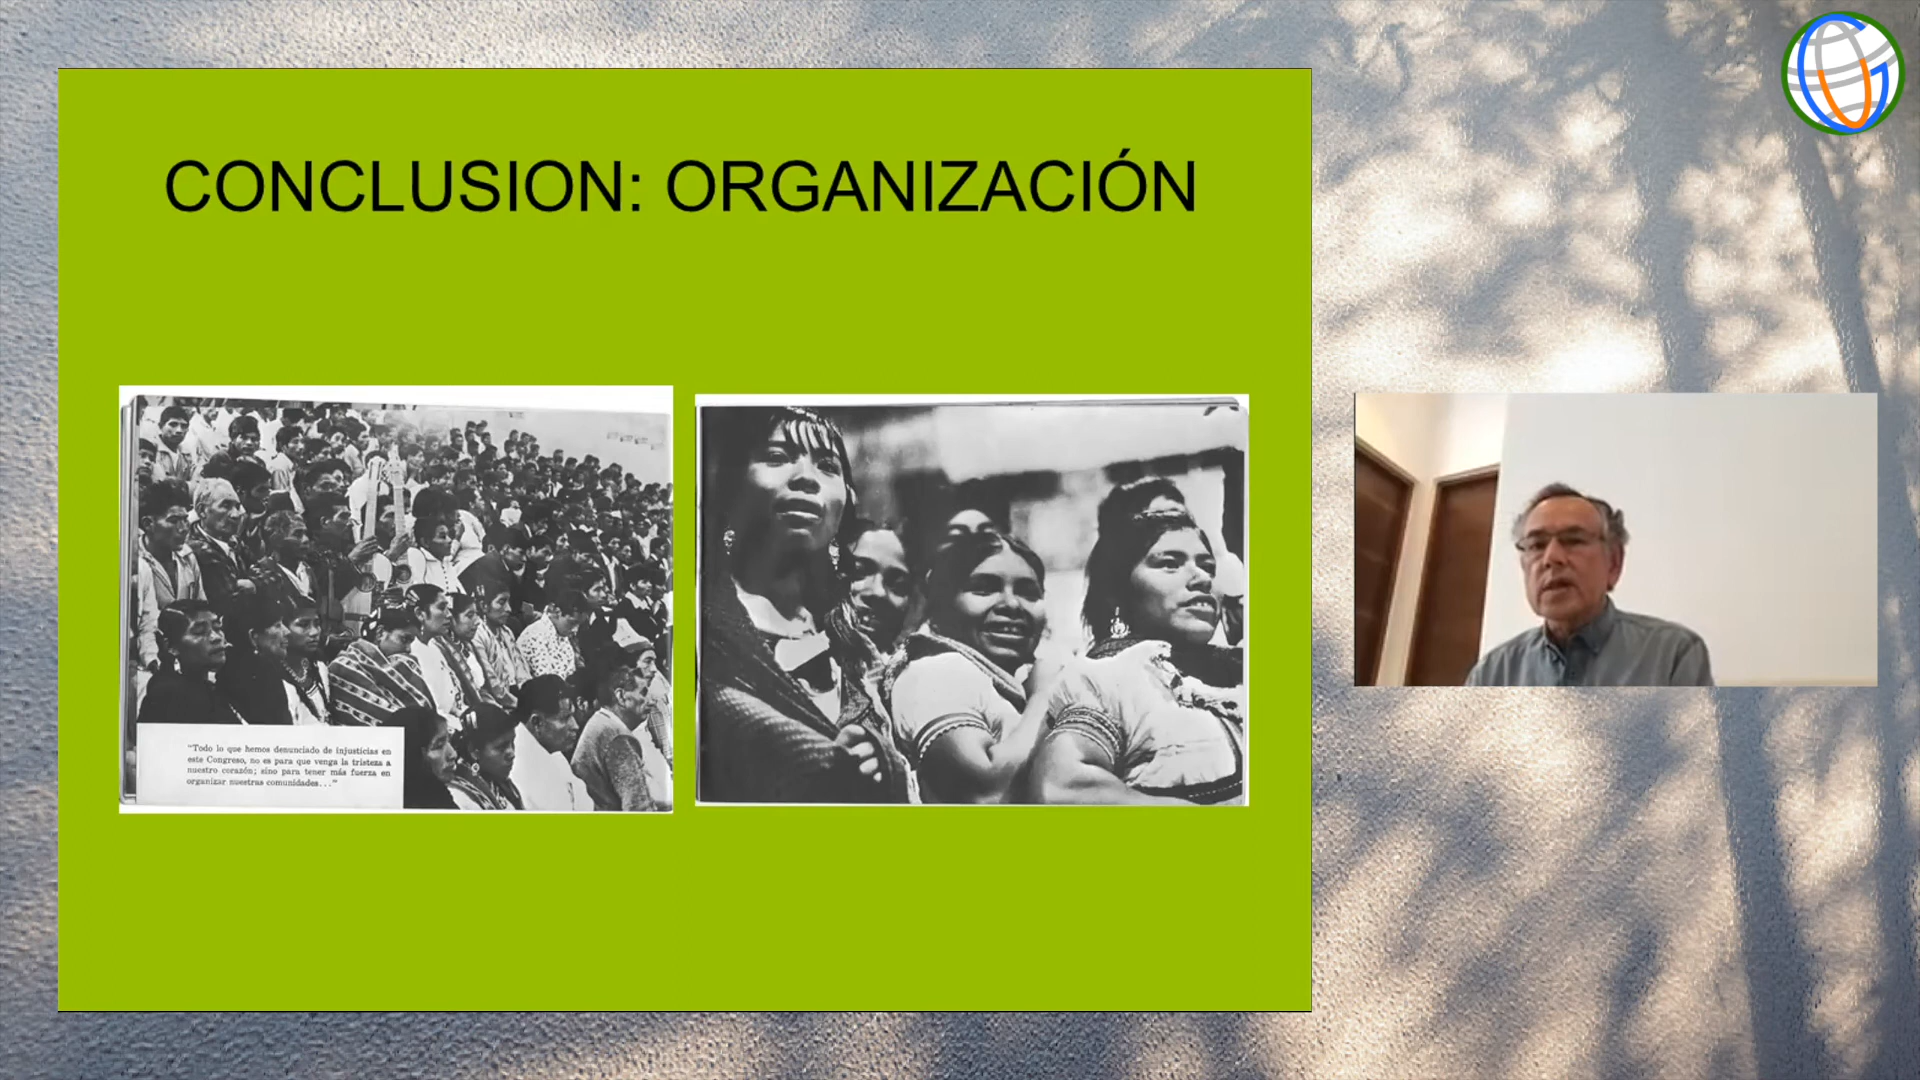 CONCLUSION: ORGANIZACIÓN
"Todo lo que hemos denunciado de injusticias en
este Congreso, no es para que venga la tristeza a
nuestro corazón; sino para tener más fuerza en
organizar nuestras comunidades..."